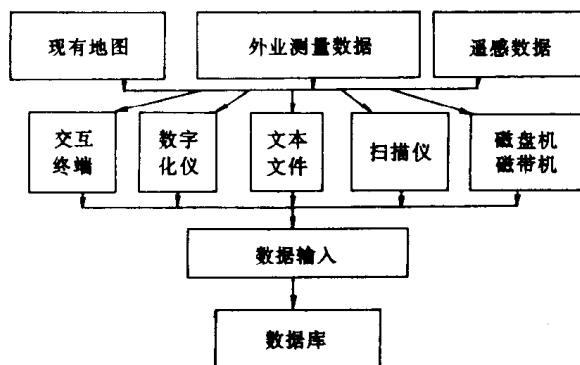 现有地图
外业测量数据
遥感数据
交互
终端
数字
化仪
文本
文件
扫描仪
磁盘机
磁带机
数据输入
数据库